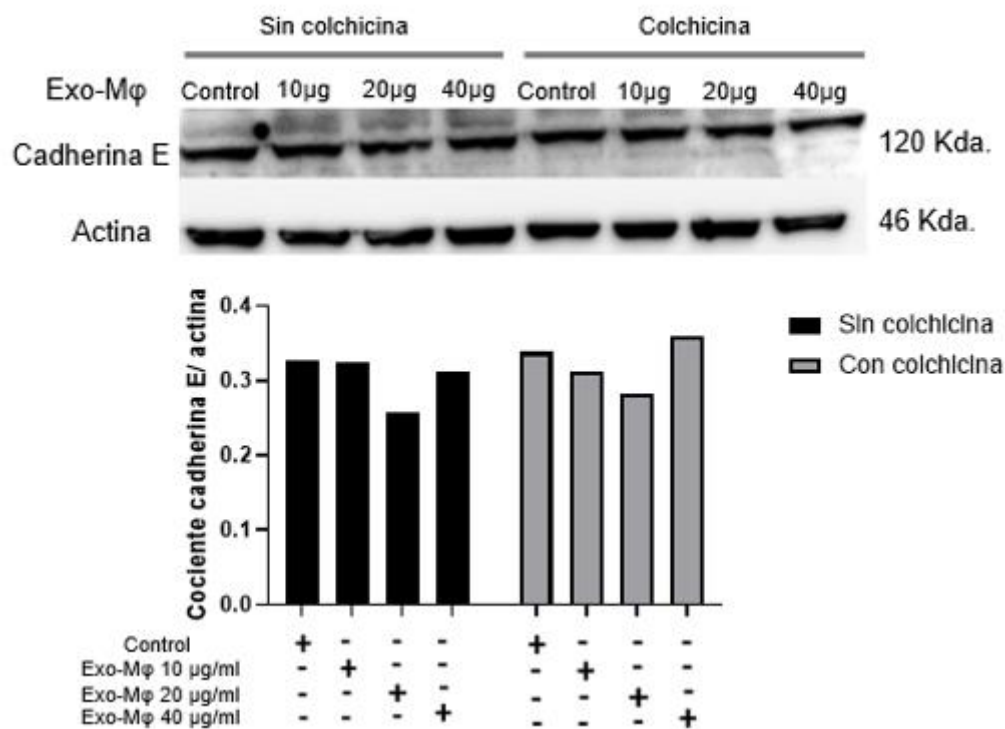 Sin colchicina Colchicina
Exo-Mφ Control 10µg 20µg 40µg Control 10µg 20µg 40µg
Cadherina E 120 Kda.
Actina 46 Kda.
Cociente cadherina E/ actina
0.4
0.3
0.2
0.1
0.0
Sin colchicina
Con colchicina
Control + - - - + - - -
Exo-Mφ 10 µg/ml - + - - - + - -
Exo-Mφ 20 µg/ml - - + - - - + -
Exo-Mφ 40 µg/ml - - - + - - - +